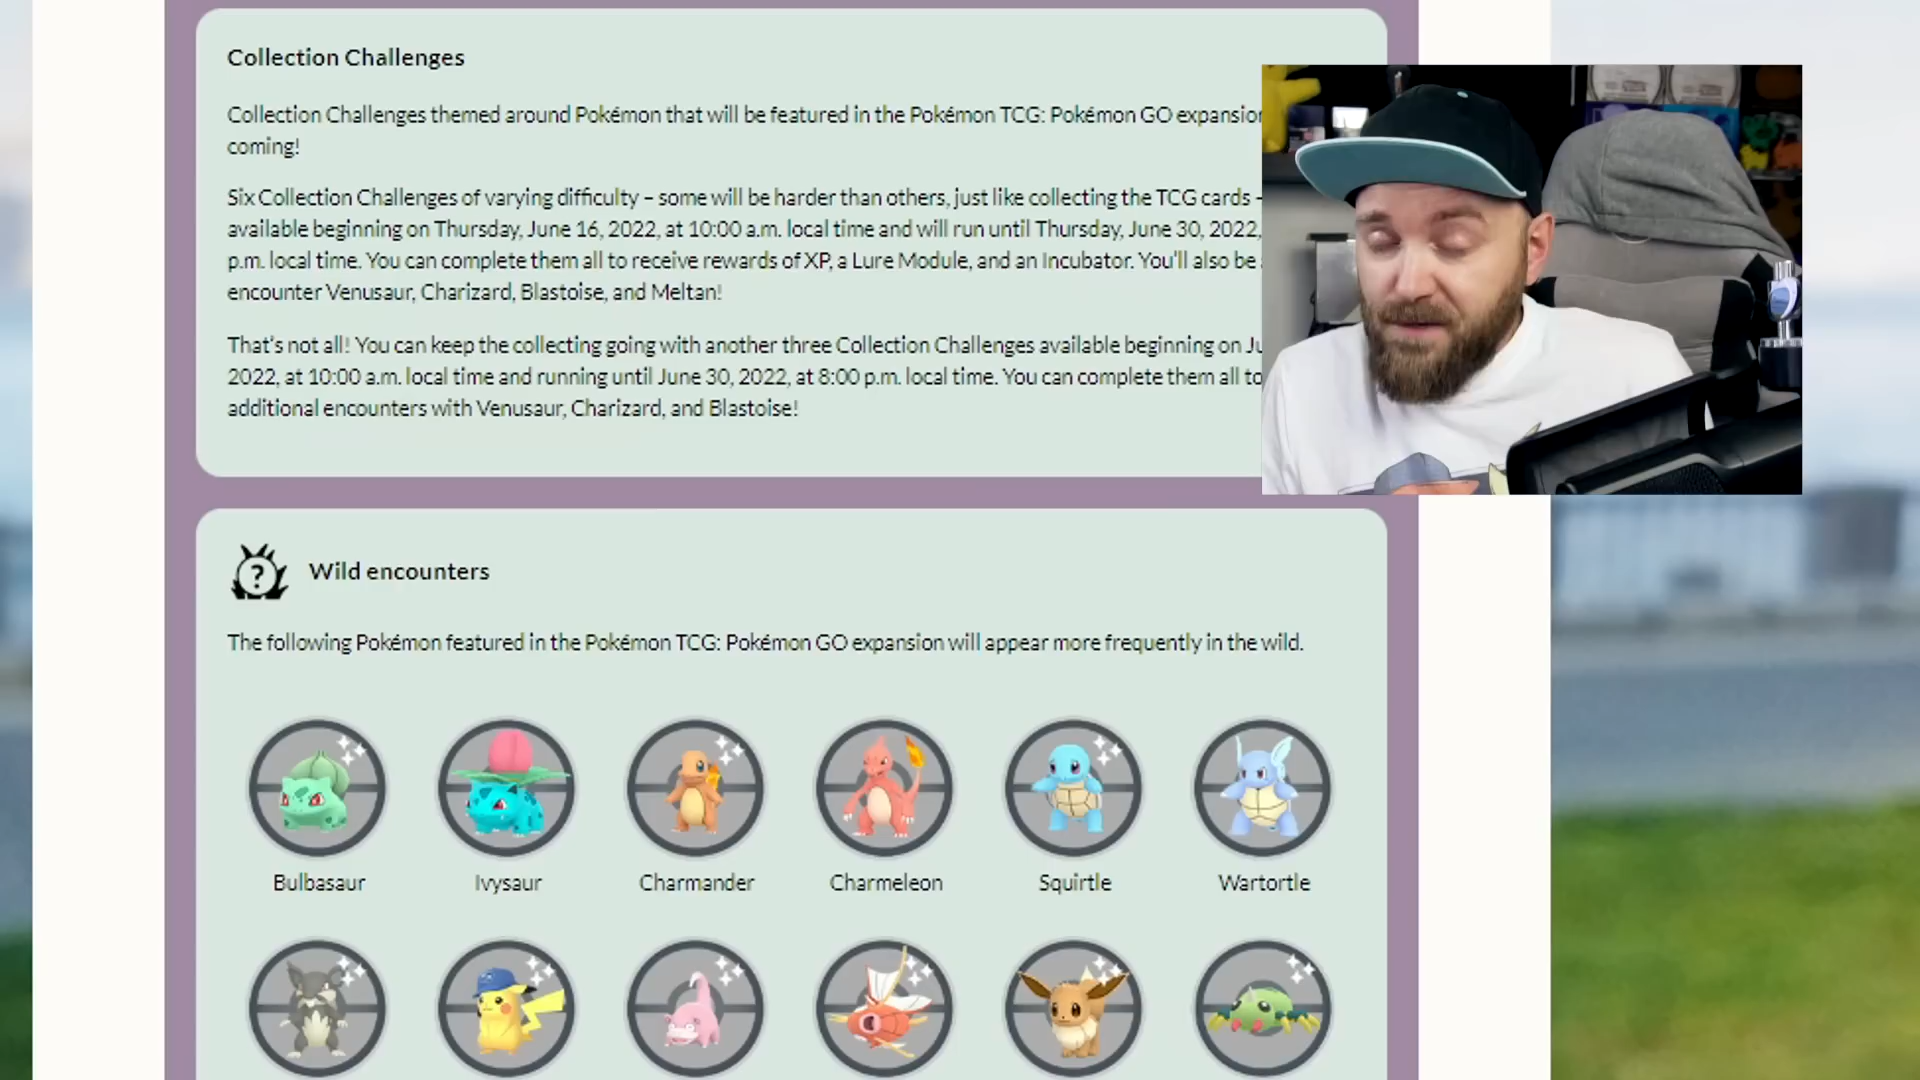 Collection Challenges
Collection Challenges themed around Pokémon that will be featured in the Pokémon TCG: Pokémon GO expansion
coming!
Six Collection Challenges of varying difficulty – some will be harder than others, just like collecting the TCG cards –
available beginning on Thursday, June 16, 2022, at 10:00 a.m. local time and will run until Thursday, June 30, 2022,
p.m. local time. You can complete them all to receive rewards of XP, a Lure Module, and an Incubator. You'll also be
encounter Venusaur, Charizard, Blastoise, and Meltan!
That's not all! You can keep the collecting going with another three Collection Challenges available beginning on
2022, at 10:00 a.m. local time and running until June 30, 2022, at 8:00 p.m. local time. You can complete them all to
additional encounters with Venusaur, Charizard, and Blastoise!
?
Wild encounters
The following Pokémon featured in the Pokémon TCG: Pokémon GO expansion will appear more frequently in the wild.
Bulbasaur
Ivysaur
Charmander
Charmeleon
Squirtle
Wartortle